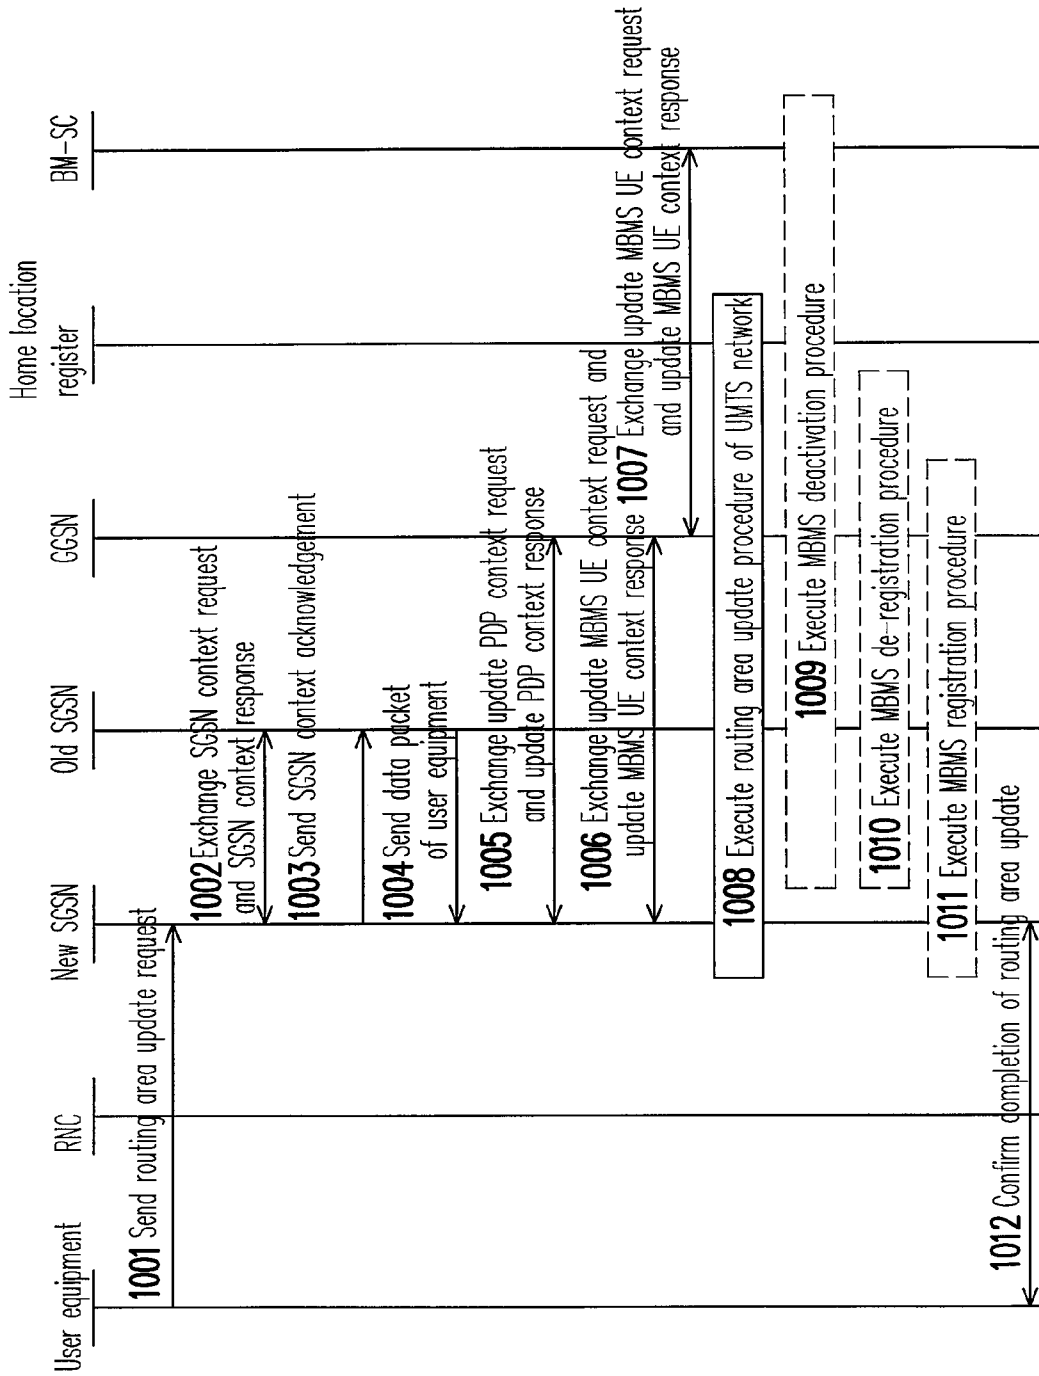 User equipment
RNC
New SGSN
Old SGSN
GGSN
Home location
register
BM-SC
1001 Send routing area update request
1002 Exchange SGSN context request
and SGSN context response
1003 Send SGSN context acknowledgement
1004 Send data packet
of user equipment
1005 Exchange update PDP context request
and update PDP context response
1006 Exchange update MBMS UE context request and
update MBMS UE context response
1007 Exchange update MBMS UE context request
and update MBMS UE context response
1008 Execute routing area update procedure of UMTS network
1009 Execute MBMS deactivation procedure
1010 Execute MBMS de-registration procedure
1011 Execute MBMS registration procedure
1012 Confirm completion of routing area update